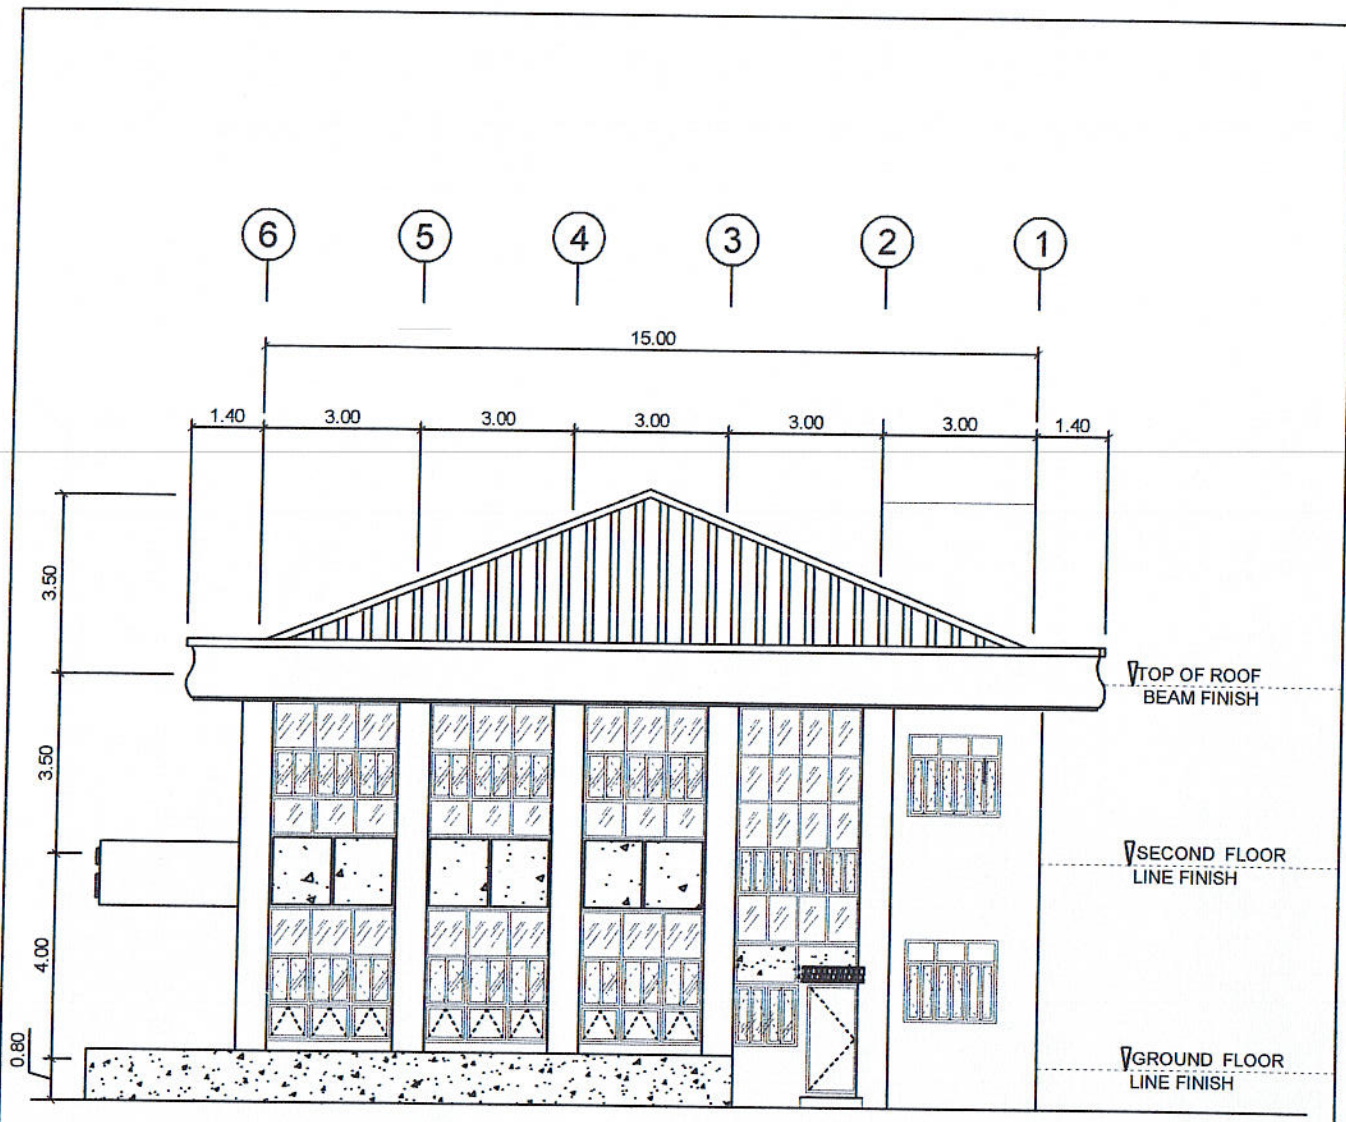 6 5 4 3 2 1
15.00
1.40 3.00 3.00 3.00 3.00 3.00 1.40
3.50
TOP OF ROOF
BEAM FINISH
3.50
SECOND FLOOR
LINE FINISH
4.00
0.80
GROUND FLOOR
LINE FINISH